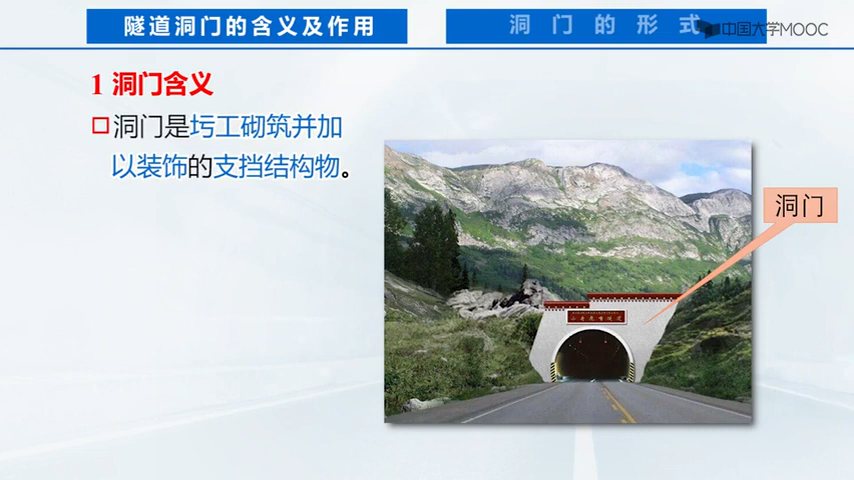 隧道洞门的含义及作用
洞门的形式
中国大学MOOC
1 洞门含义
洞门是圬工砌筑并加
以装饰的支挡结构物。
洞门